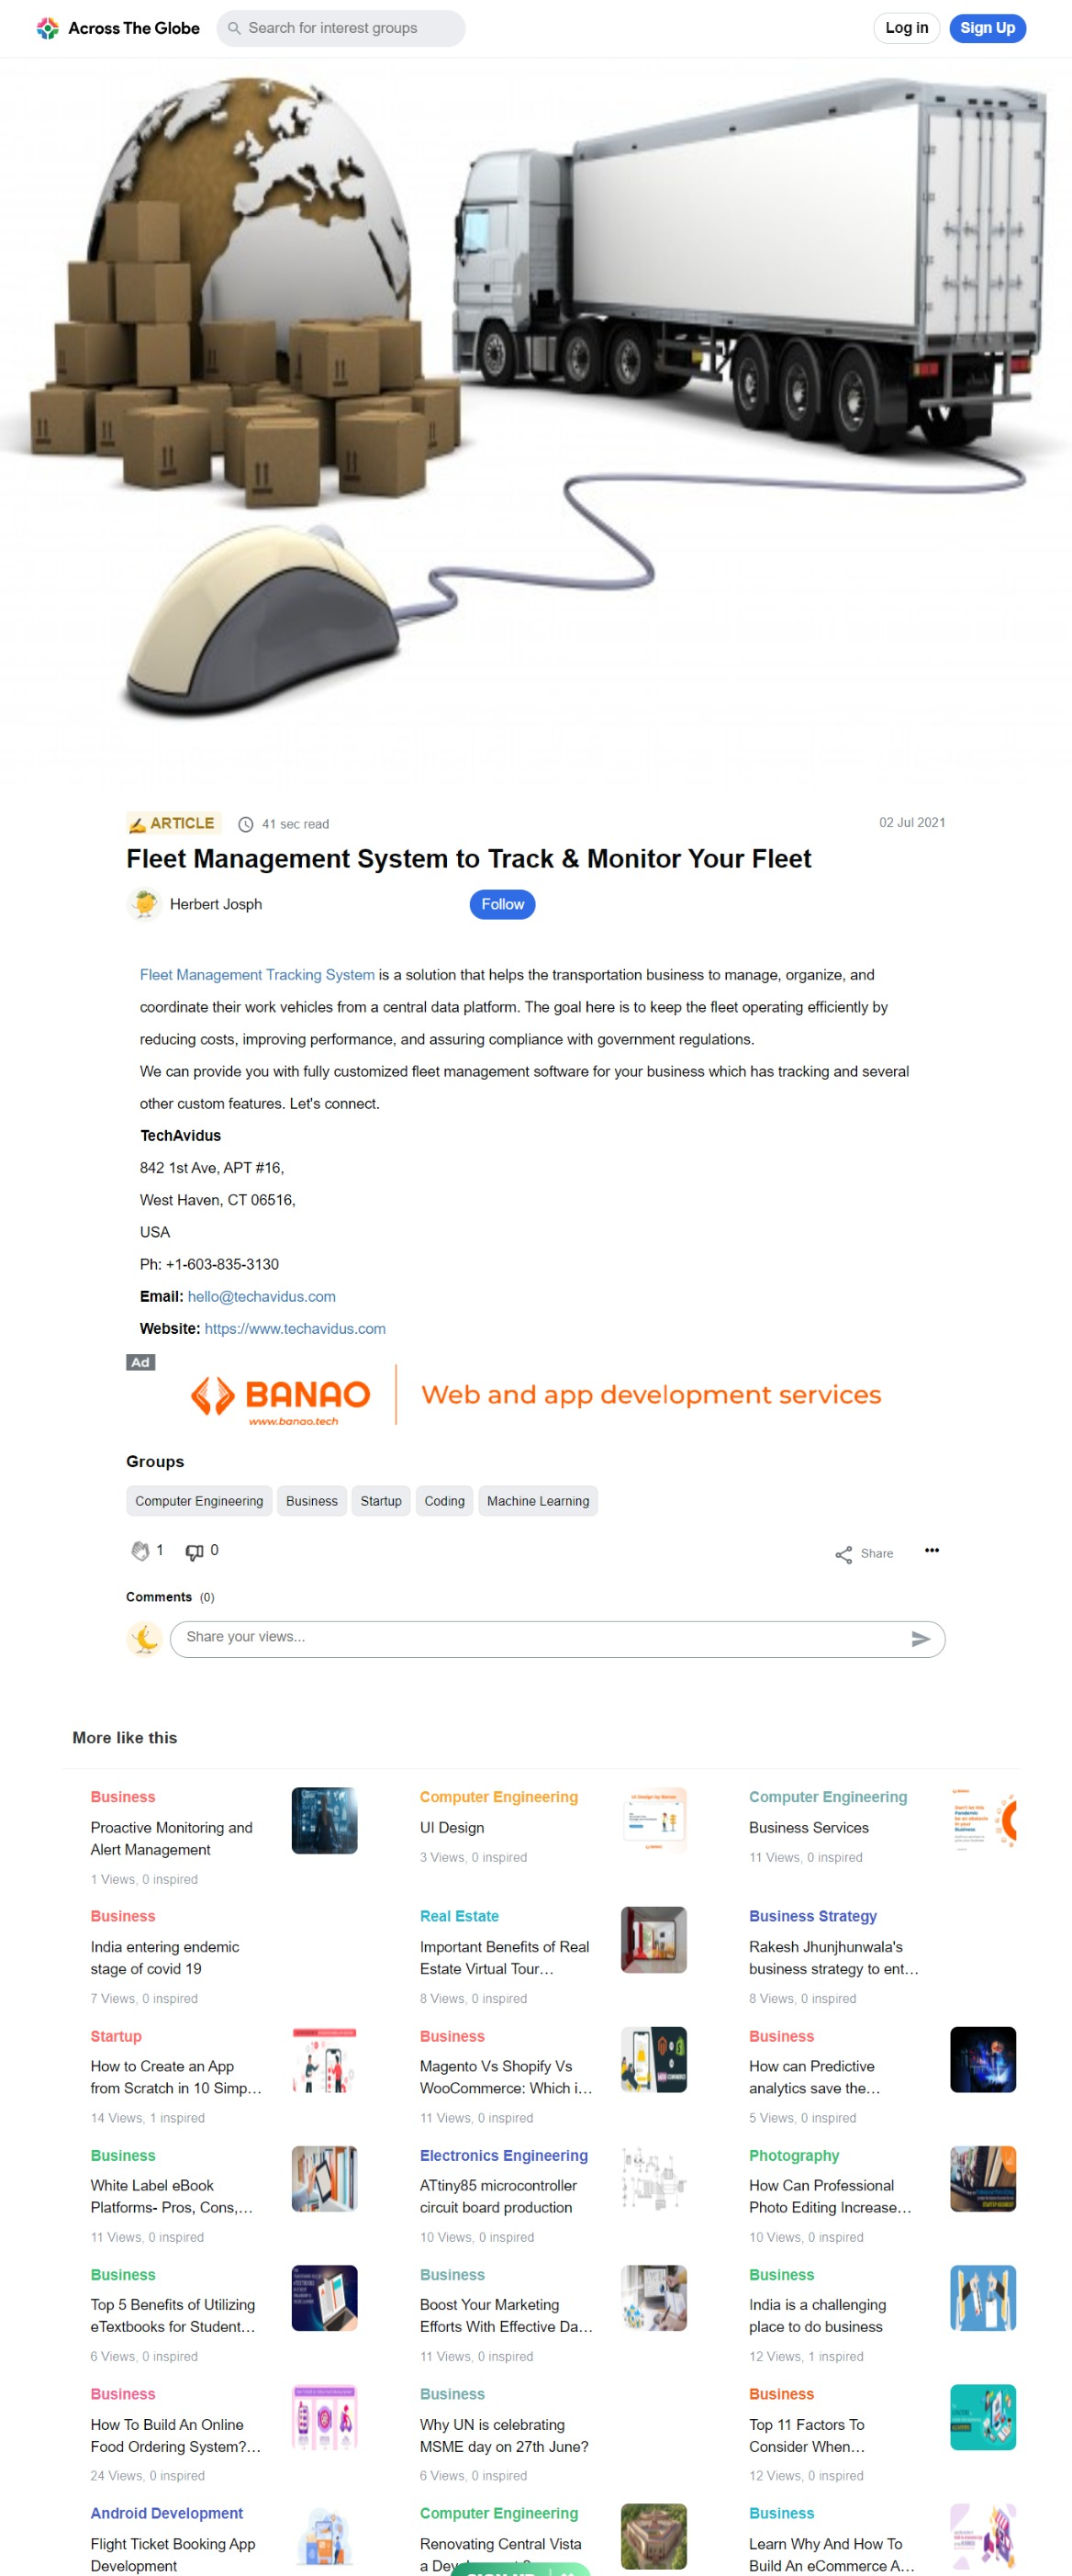 Across The Globe
Search for interest groups
Log in
Sign Up
ARTICLE
41 sec read
02 Jul 2021
Fleet Management System to Track & Monitor Your Fleet
Herbert Josph
Follow
Fleet Management Tracking System is a solution that helps the transportation business to manage, organize, and
coordinate their work vehicles from a central data platform. The goal here is to keep the fleet operating efficiently by
reducing costs, improving performance, and assuring compliance with government regulations.
We can provide you with fully customized fleet management software for your business which has tracking and several
other custom features. Let's connect.
TechAvidus
842 1st Ave, APT #16,
West Haven, CT 06516,
USA
Ph: +1-603-835-3130
Email: hello@techavidus.com
Website: https://www.techavidus.com
Ad
BANAO
www.banao.tech
Web and app development services
Groups
Computer Engineering
Business
Startup
Coding
Machine Learning
1
0
Share
Comments (0)
Share your views...
More like this
Business
Proactive Monitoring and
Alert Management
1 Views, 0 inspired
Computer Engineering
UI Design
3 Views, 0 inspired
Computer Engineering
Business Services
11 Views, 0 inspired
Business
India entering endemic
stage of covid 19
7 Views, 0 inspired
Real Estate
Important Benefits of Real
Estate Virtual Tour…
8 Views, 0 inspired
Business Strategy
Rakesh Jhunjhunwala's
business strategy to ent…
8 Views, 0 inspired
Startup
How to Create an App
from Scratch in 10 Simp…
14 Views, 1 inspired
Business
Magento Vs Shopify Vs
WooCommerce: Which i…
11 Views, 0 inspired
Business
How can Predictive
analytics save the…
5 Views, 0 inspired
Business
White Label eBook
Platforms- Pros, Cons,…
11 Views, 0 inspired
Electronics Engineering
ATtiny85 microcontroller
circuit board production
10 Views, 0 inspired
Photography
How Can Professional
Photo Editing Increase…
10 Views, 0 inspired
Business
Top 5 Benefits of Utilizing
eTextbooks for Student…
6 Views, 0 inspired
Business
Boost Your Marketing
Efforts With Effective Da…
11 Views, 0 inspired
Business
India is a challenging
place to do business
12 Views, 1 inspired
Business
How To Build An Online
Food Ordering System?…
24 Views, 0 inspired
Business
Why UN is celebrating
MSME day on 27th June?
6 Views, 0 inspired
Business
Top 11 Factors To
Consider When…
12 Views, 0 inspired
Android Development
Flight Ticket Booking App
Development
Computer Engineering
Renovating Central Vista
Business
Learn Why And How To
Build An eCommerce A…